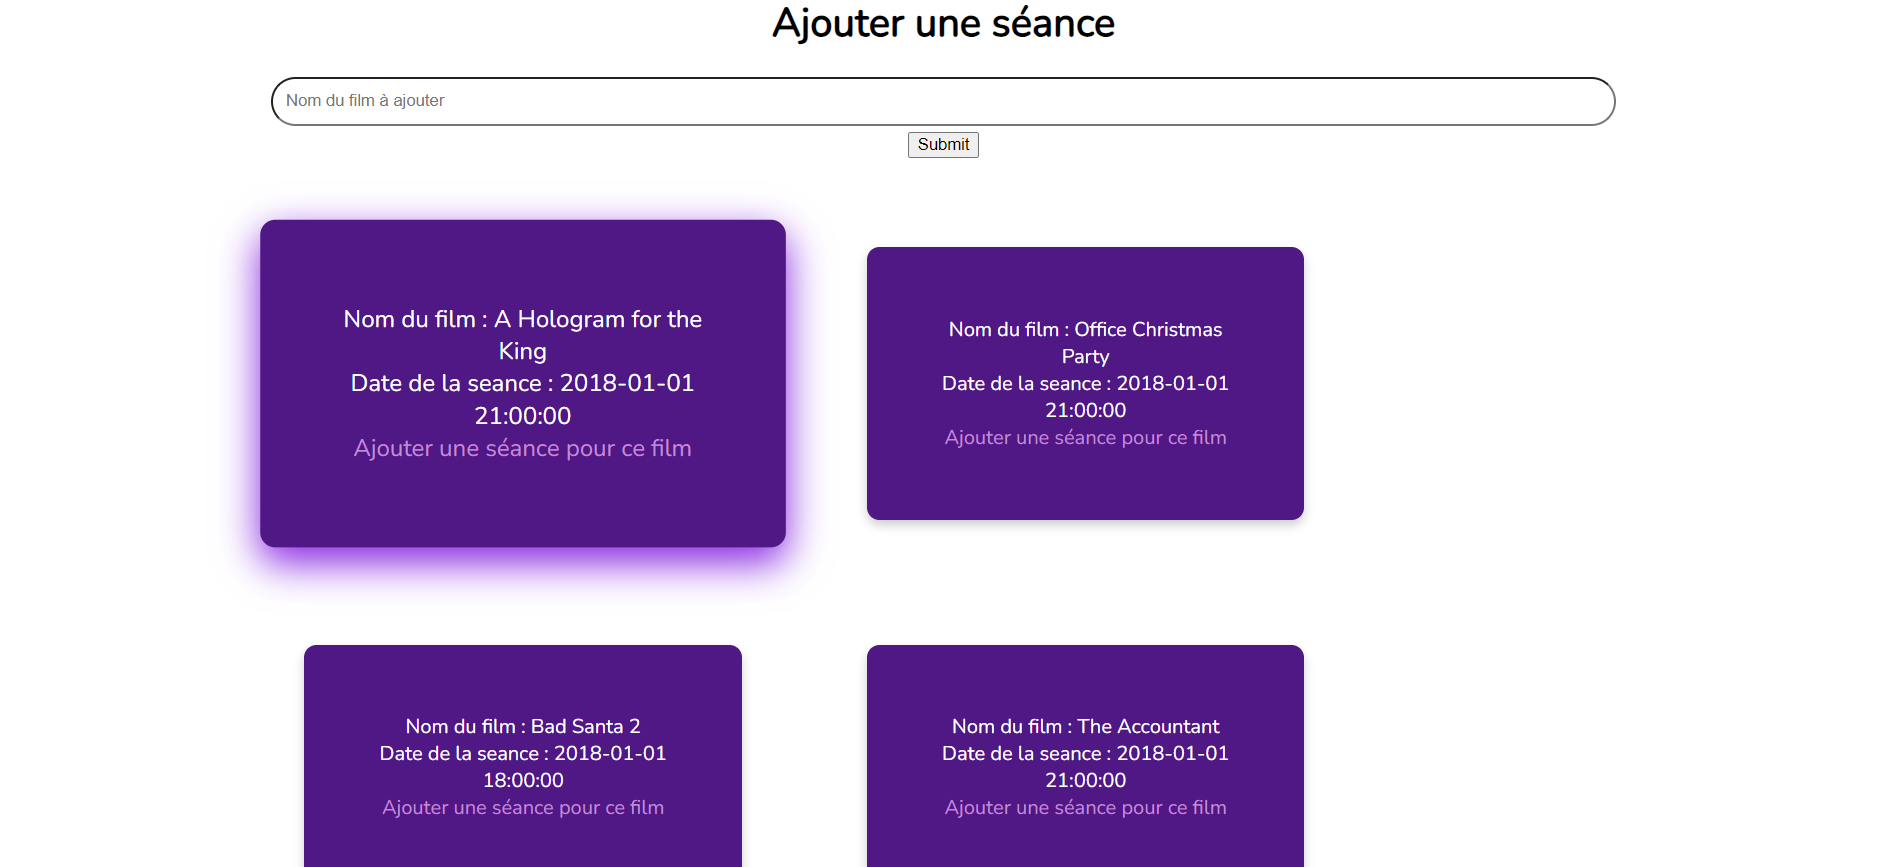 Ajouter une séance
Nom du film à ajouter
Submit
Nom du film : A Hologram for the
King
Date de la seance : 2018-01-01
21:00:00
Ajouter une séance pour ce film
Nom du film : Office Christmas
Party
Date de la seance : 2018-01-01
21:00:00
Ajouter une séance pour ce film
Nom du film : Bad Santa 2
Date de la seance : 2018-01-01
18:00:00
Ajouter une séance pour ce film
Nom du film : The Accountant
Date de la seance : 2018-01-01
21:00:00
Ajouter une séance pour ce film